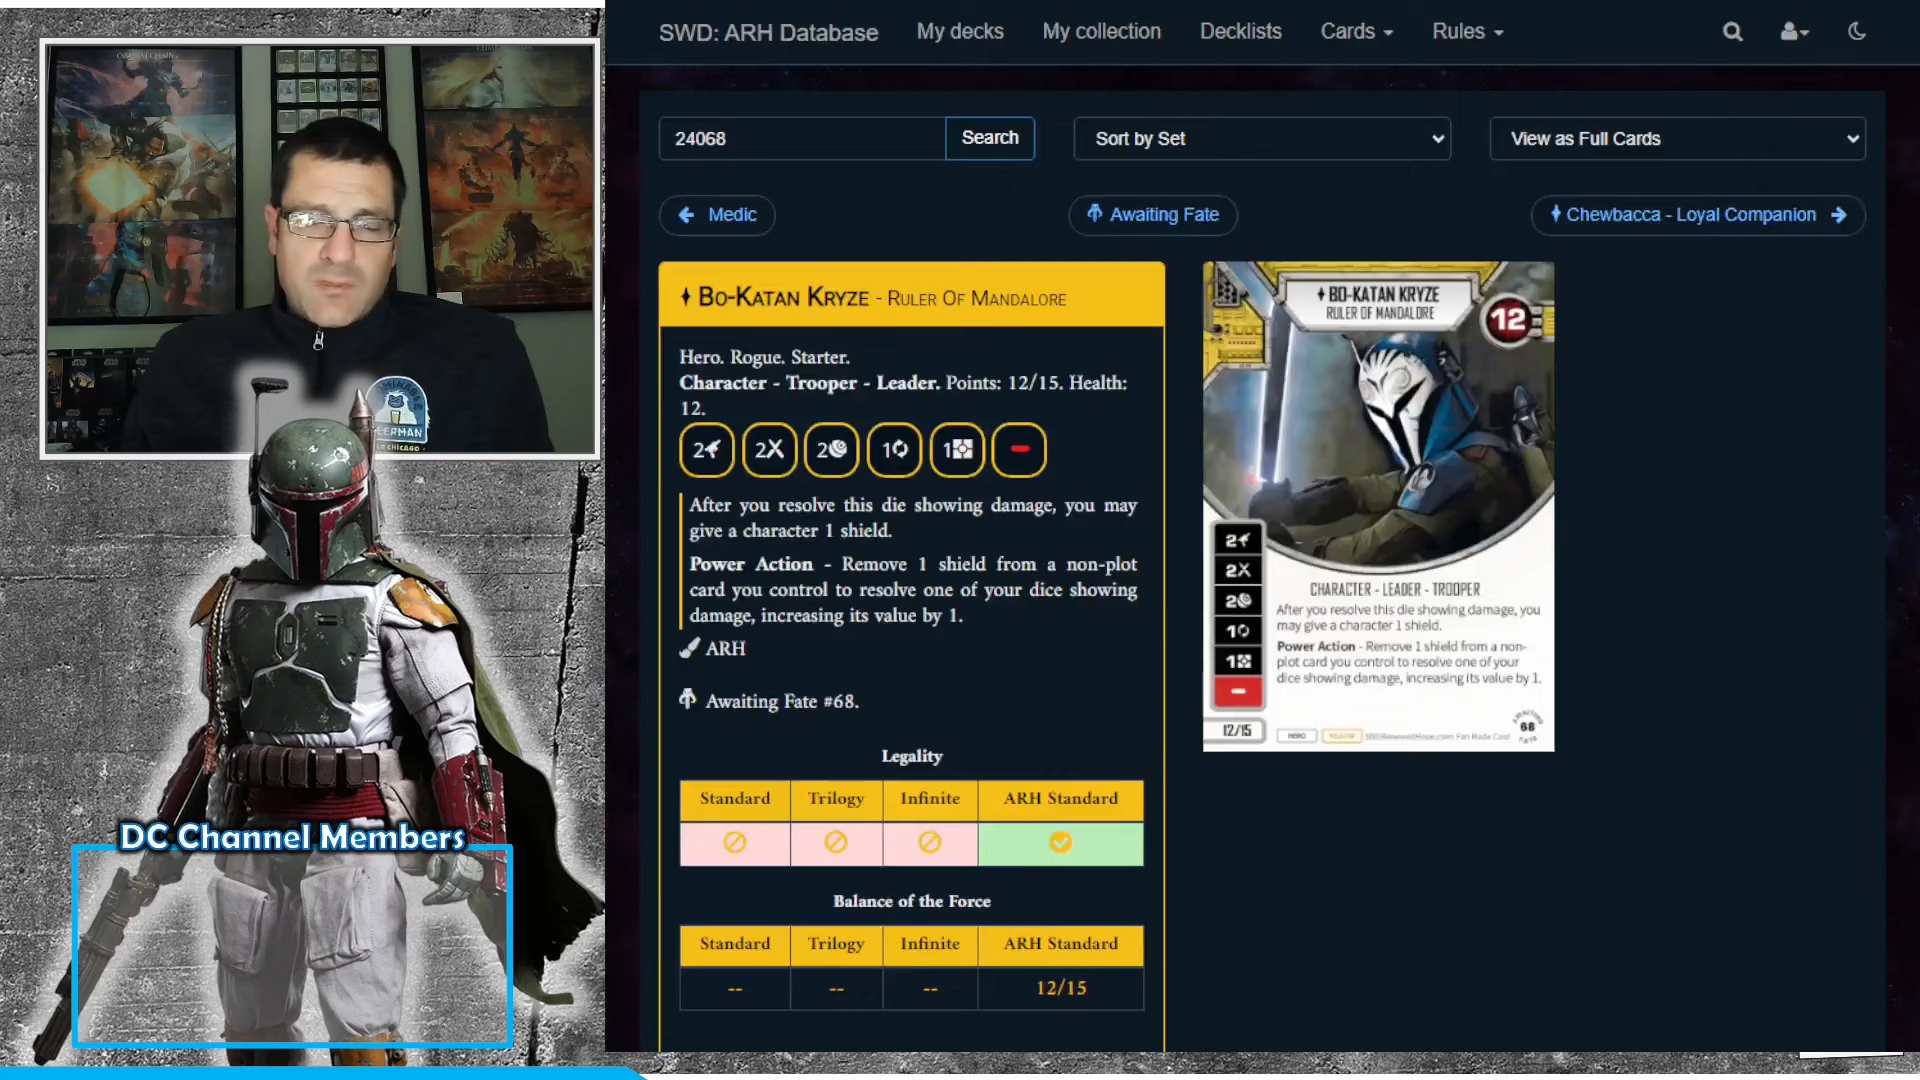 SWD: ARH Database
My decks
My collection
Decklists
Cards
Rules
24068
Search
Sort by Set
View as Full Cards
Medic
Awaiting Fate
Chewbacca - Loyal Companion
Bo-Katan Kryze - Ruler Of Mandalore
Hero. Rogue. Starter.
Character - Trooper - Leader. Points: 12/15. Health:
12.
2
2
2
1
1
After you resolve this die showing damage, you may
give a character 1 shield.
Power Action - Remove 1 shield from a non-plot
card you control to resolve one of your dice showing
damage, increasing its value by 1.
ARH
Awaiting Fate #68.
Legality
Standard Trilogy Infinite ARH Standard
Balance of the Force
Standard Trilogy Infinite ARH Standard
-- -- -- 12/15
BO-KATAN KRYZE
RULER OF MANDALORE
12
2
2
2
1
1
-
12/15
CHARACTER - LEADER - TROOPER
After you resolve this die showing damage, you
may give a character 1 shield.
Power Action - Remove 1 shield from a non-
plot card you control to resolve one of your
dice showing damage, increasing its value by 1.
HERO
YELLOW
68
DC Channel Members